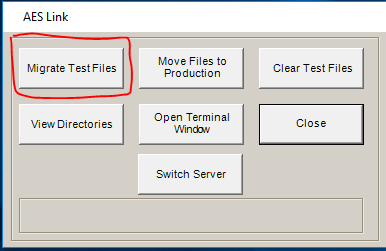 AES Link
Migrate Test Files
Move Files to
Production
Clear Test Files
View Directories
Open Terminal
Window
Close
Switch Server